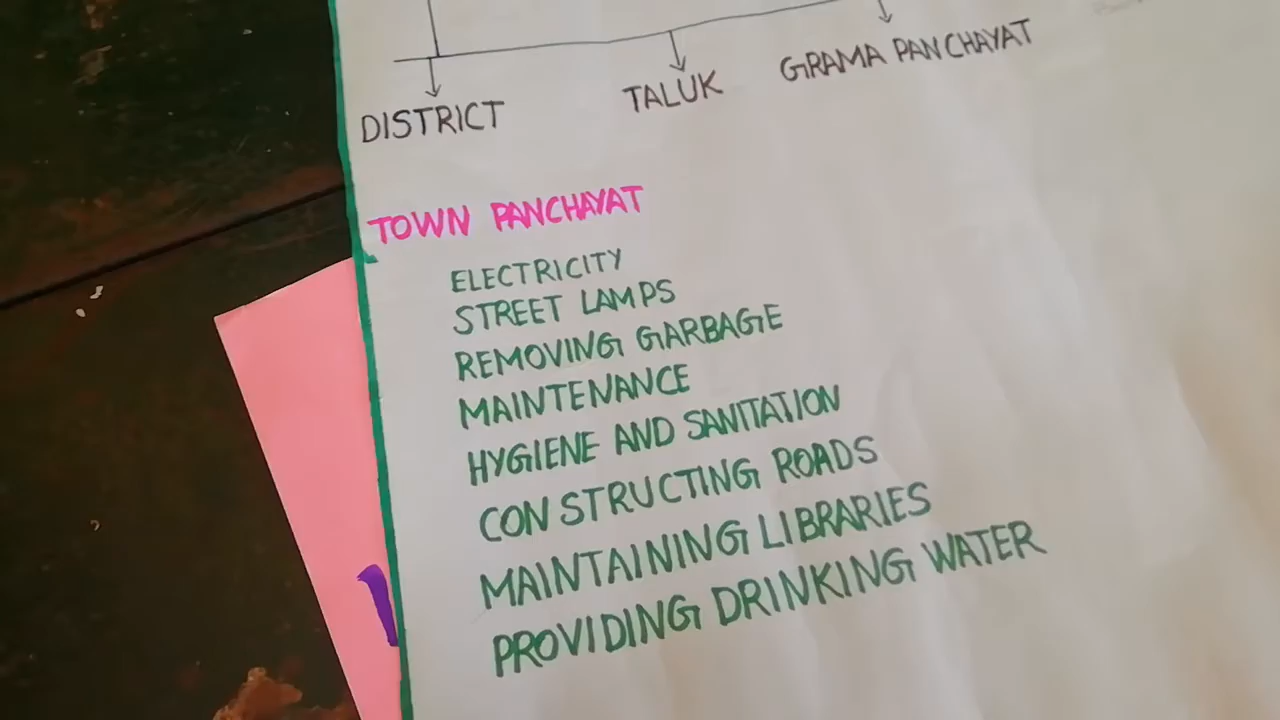 DISTRICT TALUK GRAMA PANCHAYAT
TOWN PANCHAYAT
ELECTRICITY
STREET LAMPS
REMOVING GARBAGE
MAINTENANCE
HYGIENE AND SANITATION
CONSTRUCTING ROADS
MAINTAINING LIBRARIES
PROVIDING DRINKING WATER